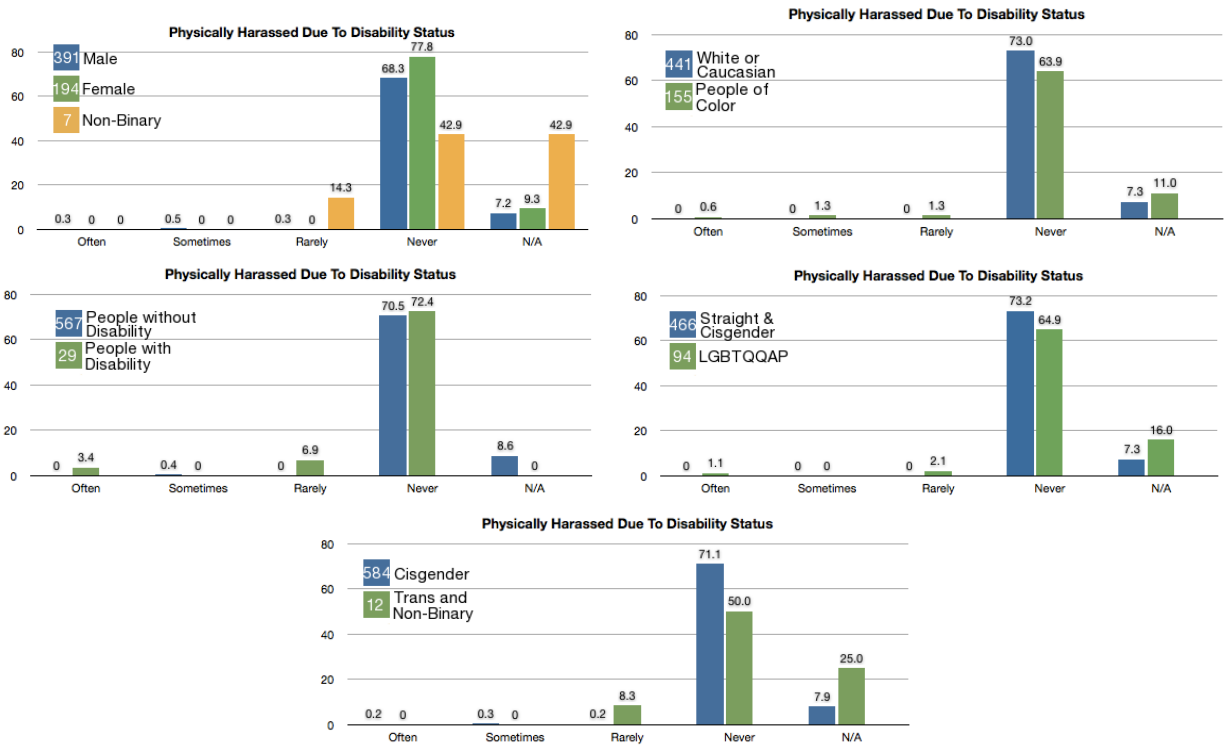 Physically Harassed Due To Disability Status
80
60
40
20
0
391 Male
194 Female
7 Non-Binary
0.3 0 0
0.5 0 0
0.3 0 14.3
68.3 77.8 42.9
7.2 9.3 42.9
Often Sometimes Rarely Never N/A
Physically Harassed Due To Disability Status
80
60
40
20
0
441 White or
Caucasian
155 People of
Color
0 0.6
0 1.3
0 1.3
73.0 63.9
7.3 11.0
Often Sometimes Rarely Never N/A
Physically Harassed Due To Disability Status
80
60
40
20
0
567 People without
Disability
29 People with
Disability
0 3.4
0.4 0
0 6.9
70.5 72.4
8.6 0
Often Sometimes Rarely Never N/A
Physically Harassed Due To Disability Status
80
60
40
20
0
466 Straight &
Cisgender
94 LGBTQQAP
0 1.1
0 0
0 2.1
73.2 64.9
7.3 16.0
Often Sometimes Rarely Never N/A
Physically Harassed Due To Disability Status
80
60
40
20
0
584 Cisgender
12 Trans and
Non-Binary
0.2 0
0.3 0
0.2 8.3
71.1 50.0
7.9 25.0
Often Sometimes Rarely Never N/A